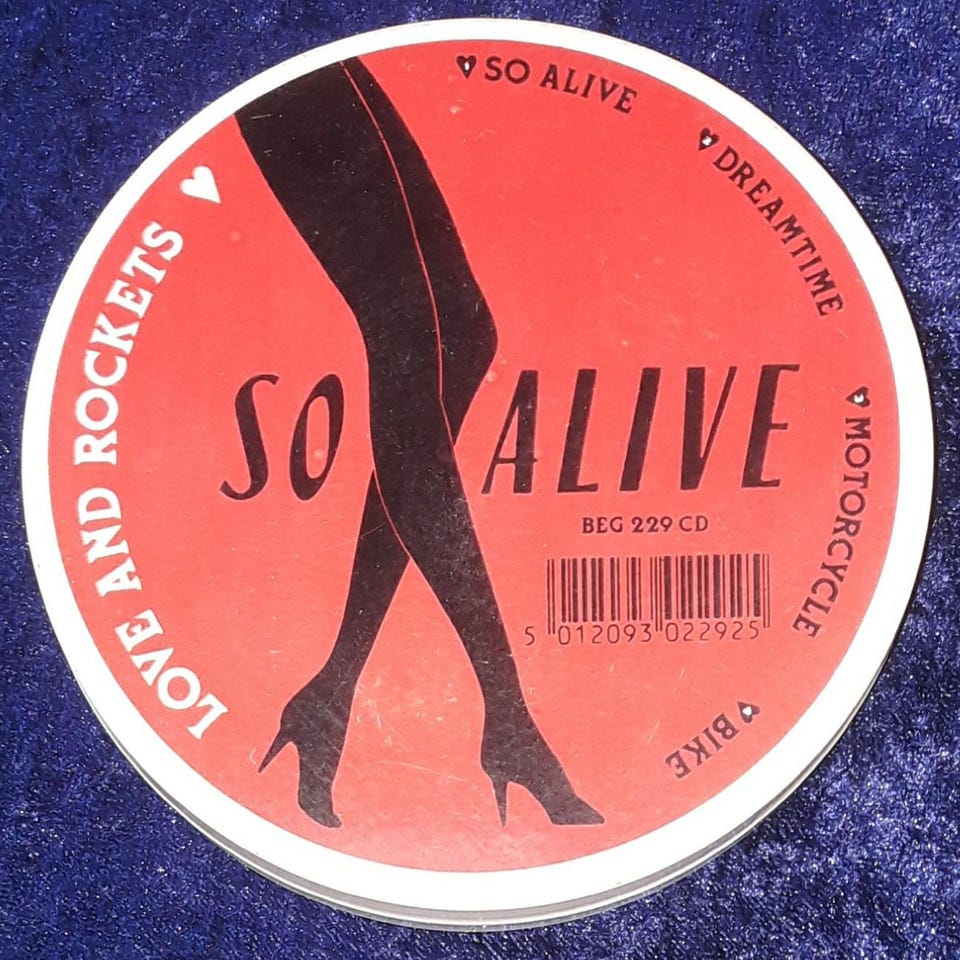 LOVE AND ROCKETS
SO ALIVE
DREAMTIME
MOTORCYCLE
BIKE
SO ALIVE
BEG 229 CD
5 012093 022925